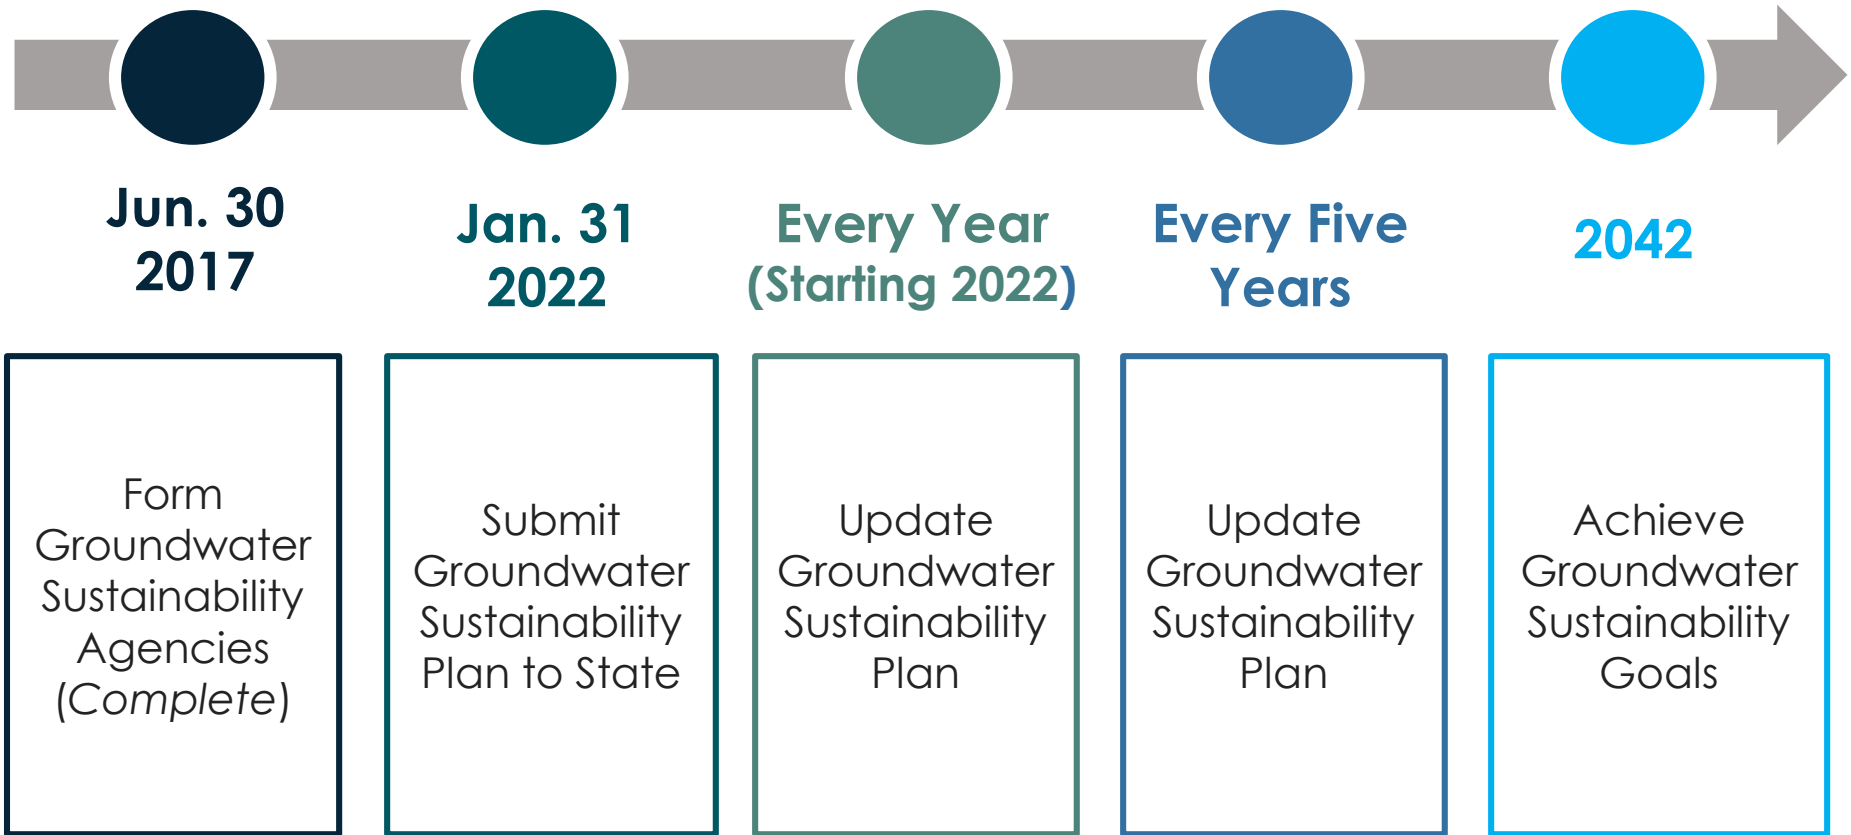 Jun. 30
2017
Jan. 31
2022
Every Year
(Starting 2022)
Every Five
Years
2042
Form
Groundwater
Sustainability
Agencies
(Complete)
Submit
Groundwater
Sustainability
Plan to State
Update
Groundwater
Sustainability
Plan
Update
Groundwater
Sustainability
Plan
Achieve
Groundwater
Sustainability
Goals